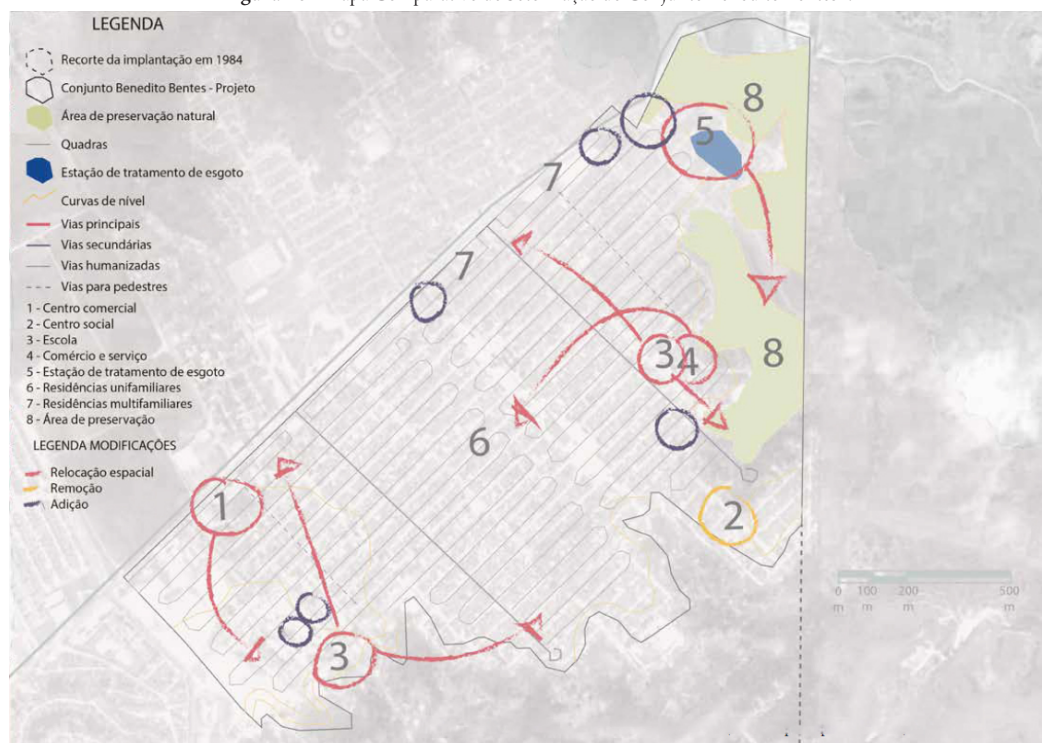 LEGENDA
Recorte da implantação em 1984
Conjunto Benedito Bentes - Projeto
Área de preservação natural
Quadras
Estação de tratamento de esgoto
Curvas de nível
Vias principais
Vias secundárias
Vias humanizadas
Vias para pedestres
1 - Centro comercial
2 - Centro social
3 - Escola
4 - Comércio e serviço
5 - Estação de tratamento de esgoto
6 - Residências unifamiliares
7 - Residências multifamiliares
8 - Área de preservação
LEGENDA MODIFICAÇÕES
Relocação espacial
Remoção
Adição
8
5
7
7
3
4
8
6
1
2
3
0 100 200 500
m m m m